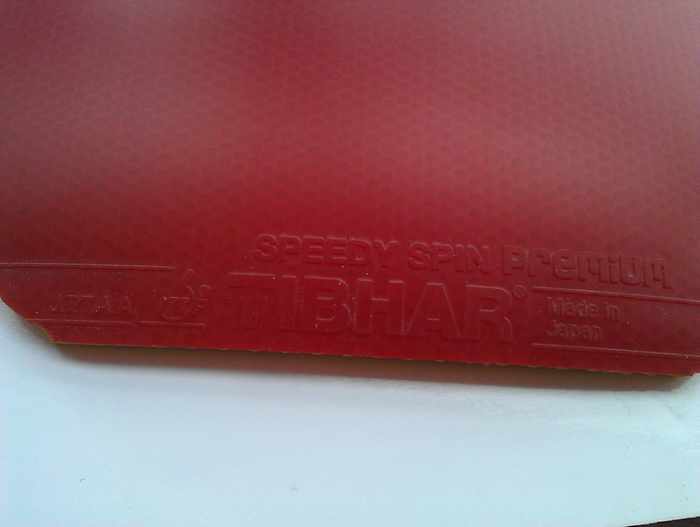 SPEEDY SPIN Premium
TIBHAR®
JTTAA
Made in
Japan